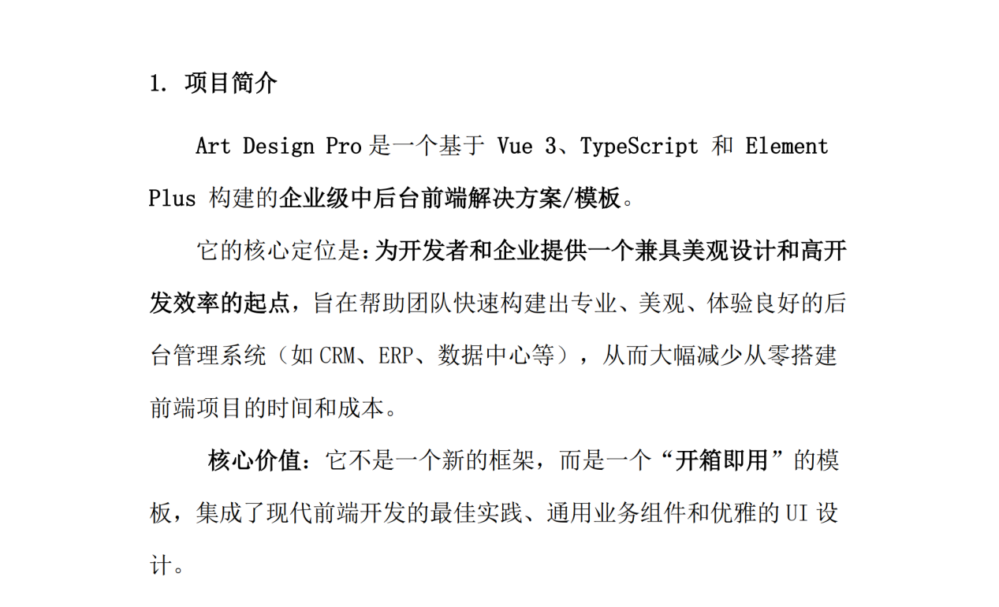 1. 项目简介
Art Design Pro 是一个基于 Vue 3、TypeScript 和 Element
Plus 构建的企业级中后台前端解决方案/模板。
它的核心定位是:为开发者和企业提供一个兼具美观设计和高开
发效率的起点，旨在帮助团队快速构建出专业、美观、体验良好的后
台管理系统（如 CRM、ERP、数据中心等），从而大幅减少从零搭建
前端项目的时间和成本。
核心价值：它不是一个新的框架，而是一个“开箱即用”的模
板，集成了现代前端开发的最佳实践、通用业务组件和优雅的 UI 设
计。